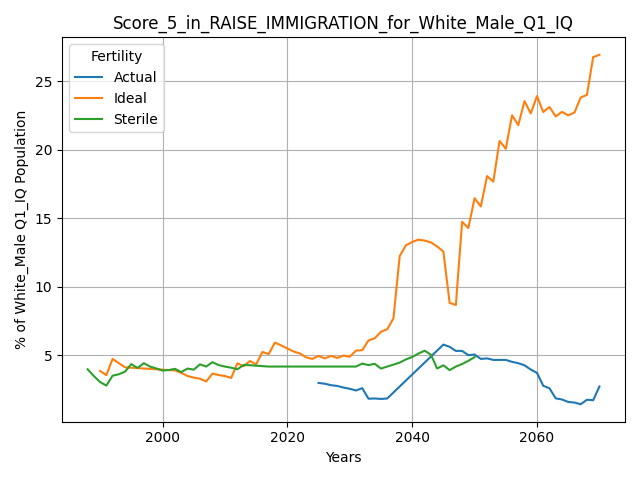 Score_5_in_RAISE_IMMIGRATION_for_White_Male_Q1_IQ
Fertility
Actual
Ideal
Sterile
% of White_Male Q1_IQ Population
25
20
15
10
5
2000
2020
2040
2060
Years